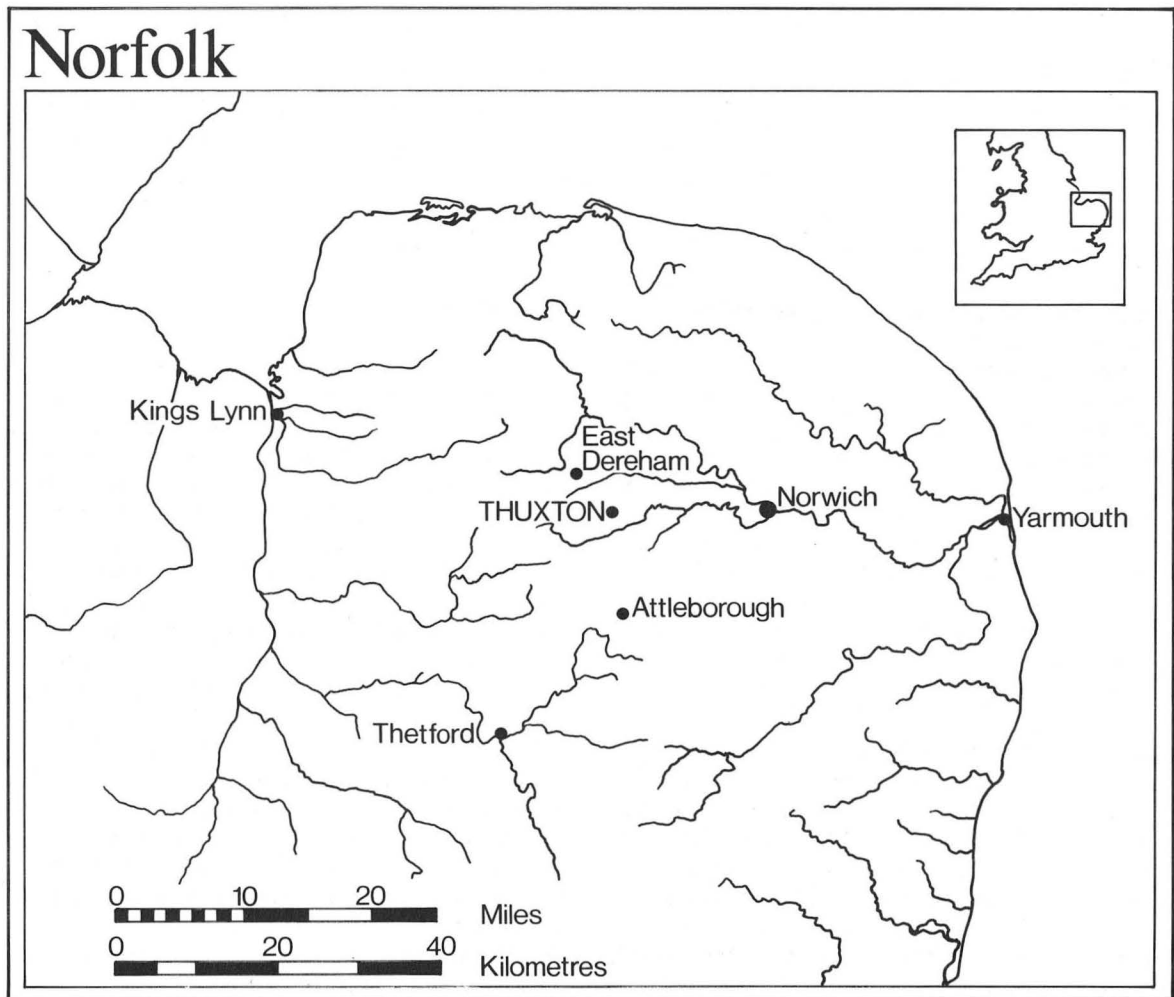 Norfolk
Kings Lynn
East
Dereham
THUXTON
Norwich
Yarmouth
Attleborough
Thetford
0 10 20
Miles
0 20 40
Kilometres